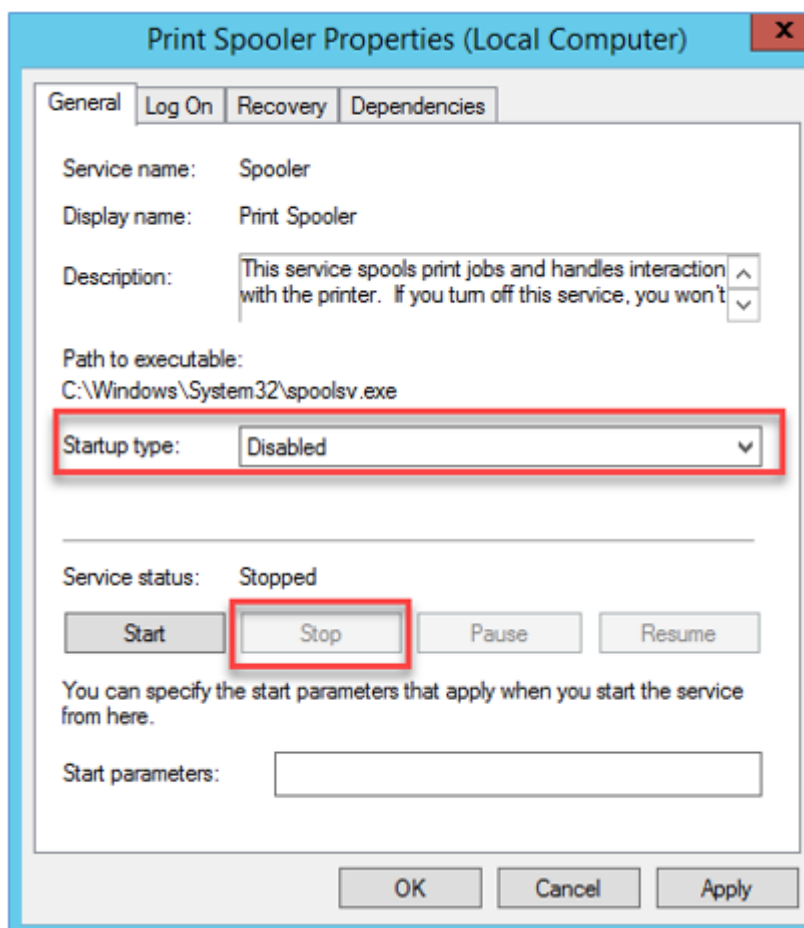 Print Spooler Properties (Local Computer)
x
General Log On Recovery Dependencies
Service name: Spooler
Display name: Print Spooler
Description: This service spools print jobs and handles interaction
with the printer. If you turn off this service, you won't
Path to executable:
C:\Windows\System32\spoolsv.exe
Startup type: Disabled
Service status: Stopped
Start Stop Pause Resume
You can specify the start parameters that apply when you start the service
from here.
Start parameters:
OK Cancel Apply